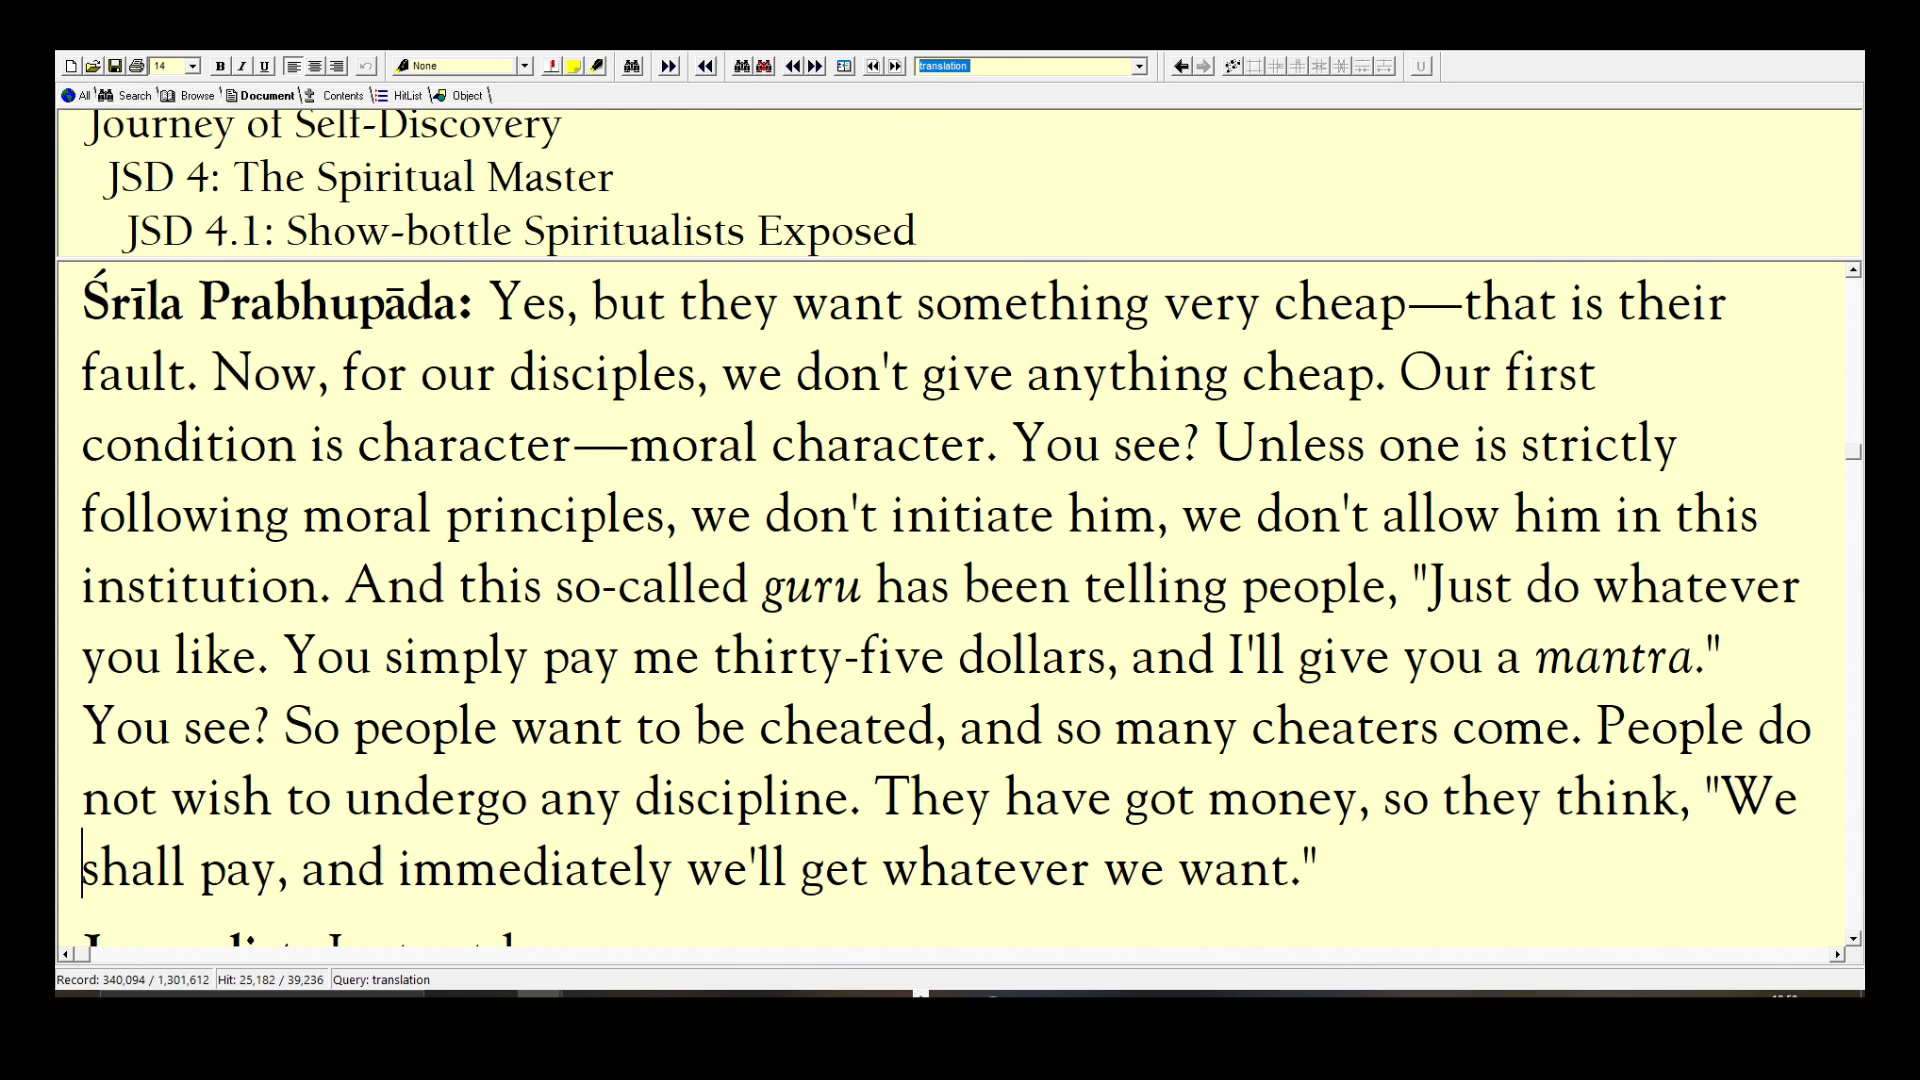 14 B I U None translation U
All Search Browse Document Contents HitList Object
Journey of Self-Discovery
JSD 4: The Spiritual Master
JSD 4.1: Show-bottle Spiritualists Exposed
Śrīla Prabhupāda: Yes, but they want something very cheap—that is their
fault. Now, for our disciples, we don't give anything cheap. Our first
condition is character—moral character. You see? Unless one is strictly
following moral principles, we don't initiate him, we don't allow him in this
institution. And this so-called guru has been telling people, "Just do whatever
you like. You simply pay me thirty-five dollars, and I'll give you a mantra."
You see? So people want to be cheated, and so many cheaters come. People do
not wish to undergo any discipline. They have got money, so they think, "We
shall pay, and immediately we'll get whatever we want."
Record: 340,094 / 1,301,612 Hit: 25,182 / 39,236 Query: translation